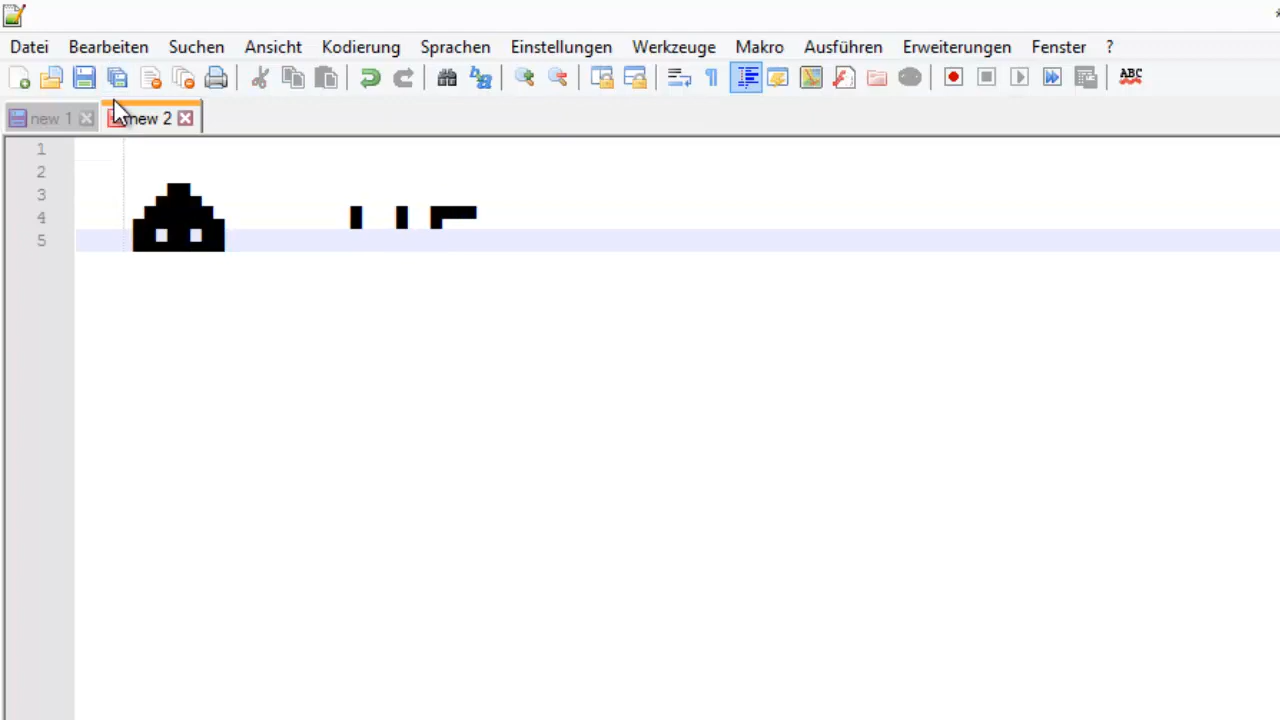 Datei Bearbeiten Suchen Ansicht Kodierung Sprachen Einstellungen Werkzeuge Makro Ausführen Erweiterungen Fenster ?
ABC
new 1 new 2
1
2
3
4
5